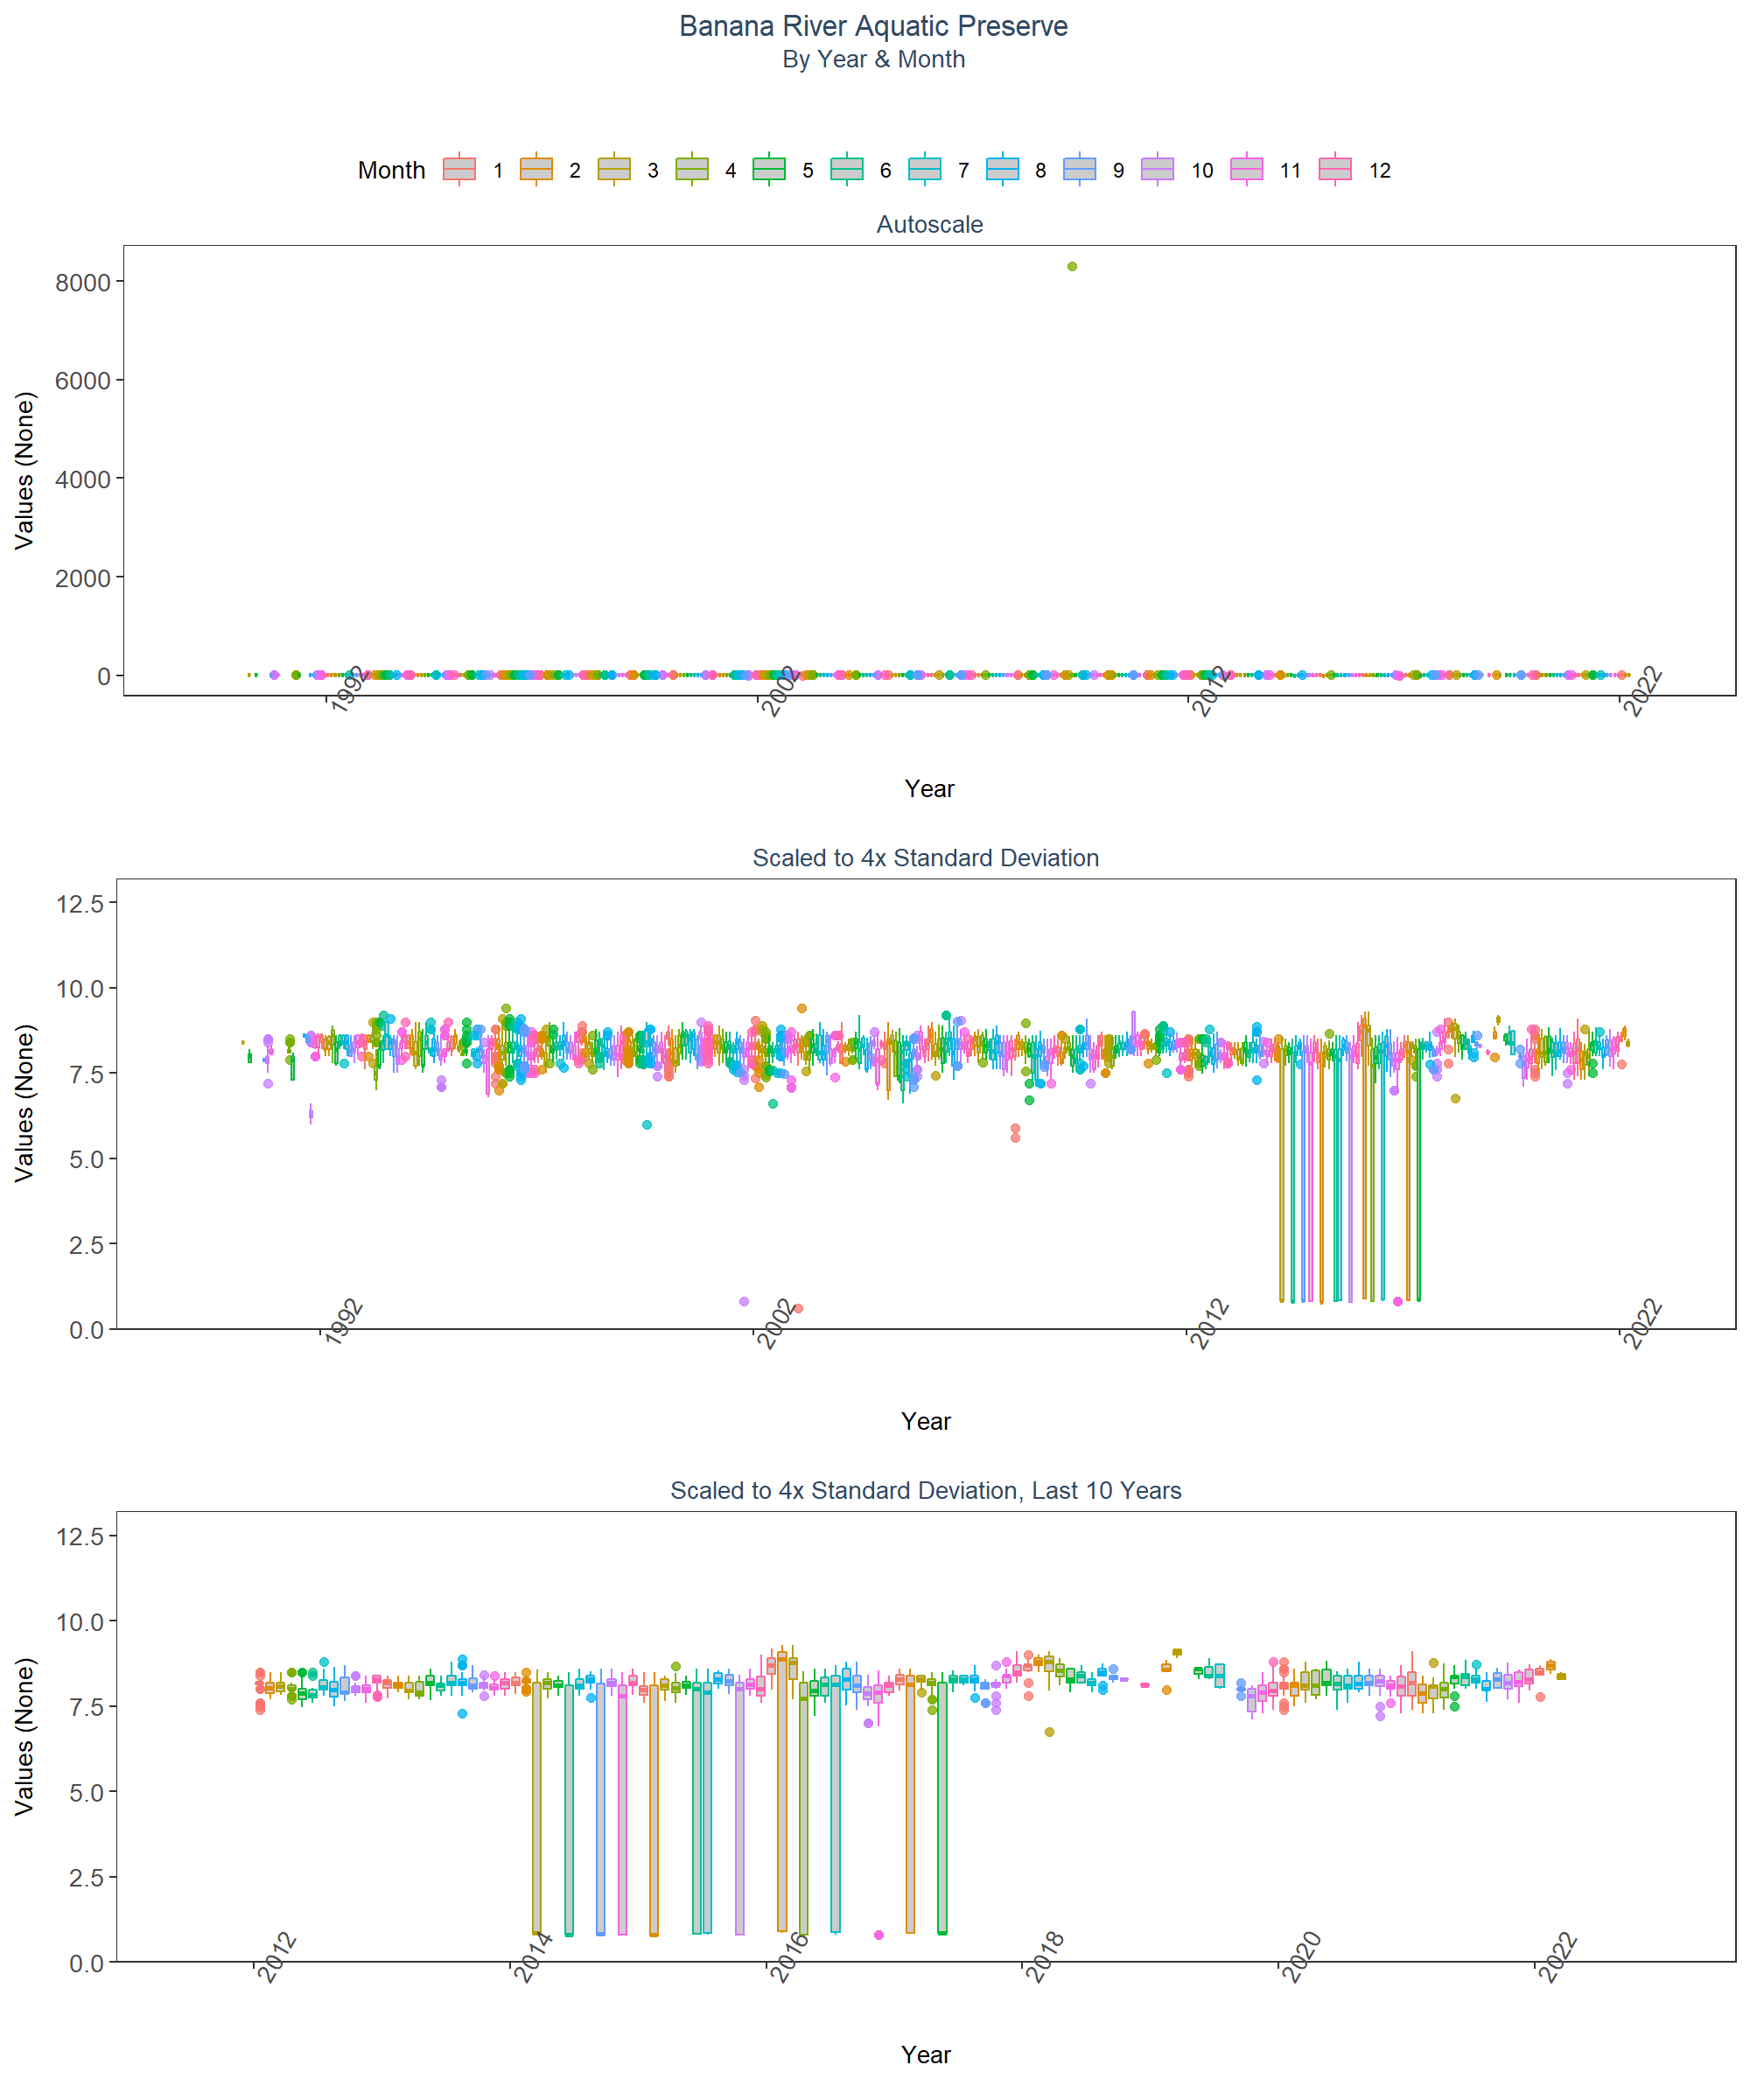 Banana River Aquatic Preserve
By Year & Month
Month 1 2 3 4 5 6 7 8 9 10 11 12
Autoscale
Values (None)
8000
6000
4000
2000
0
1992 2002 2012 2022
Year
Scaled to 4x Standard Deviation
Values (None)
12.5
10.0
7.5
5.0
2.5
0.0
1992 2002 2012 2022
Year
Scaled to 4x Standard Deviation, Last 10 Years
Values (None)
12.5
10.0
7.5
5.0
2.5
0.0
2012 2014 2016 2018 2020 2022
Year